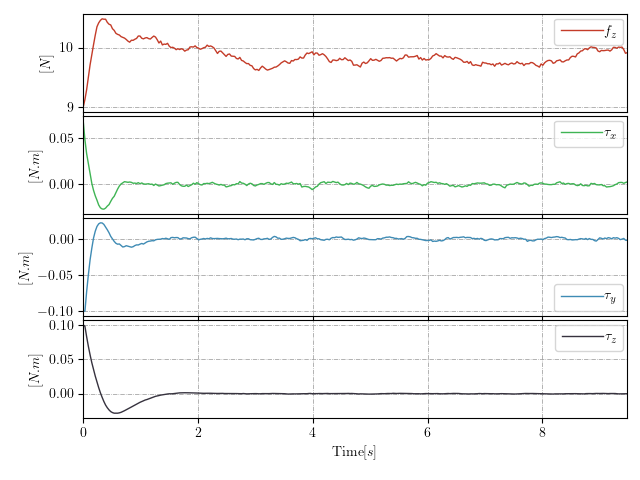 10
9
[N]
f_z
0.05
0.00
[N.m]
τ_x
0.00
−0.05
−0.10
[N.m]
τ_y
0.10
0.05
0.00
[N.m]
τ_z
0 2 4 6 8
Time[s]